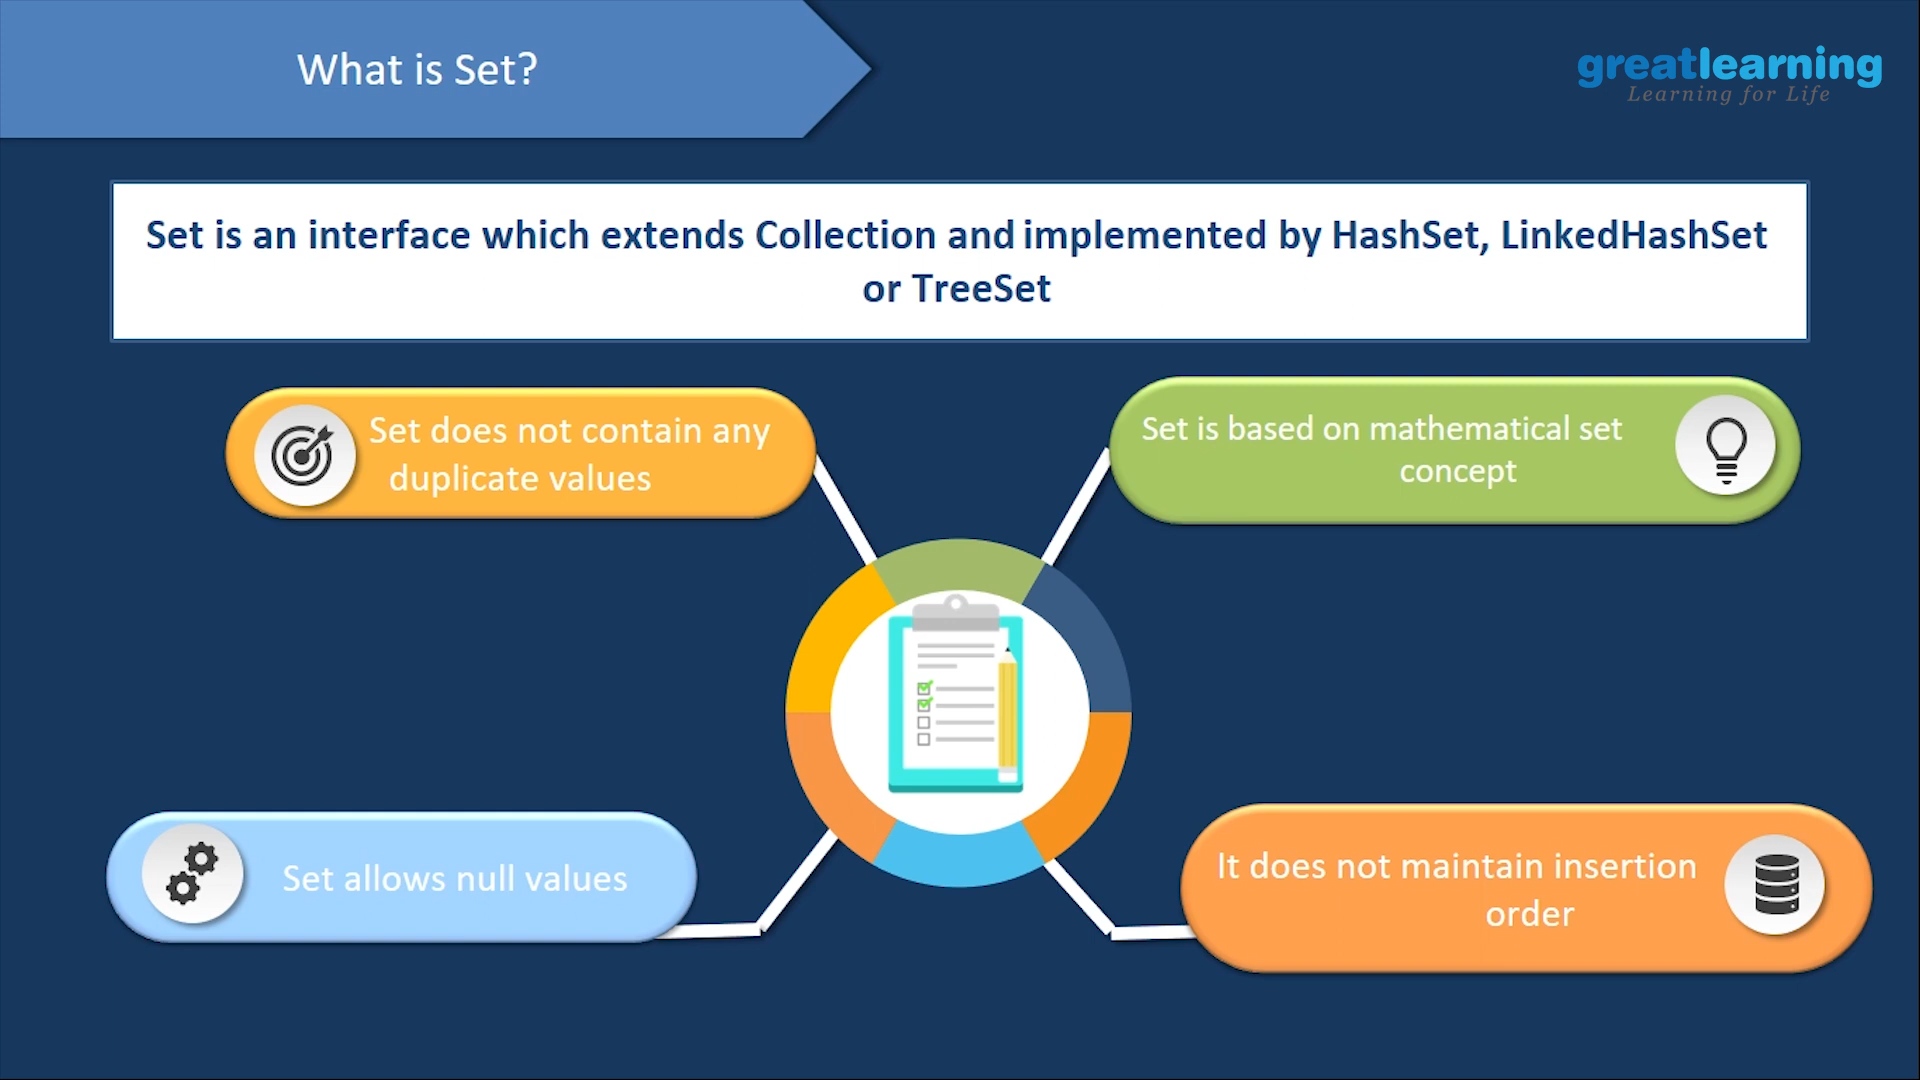 What is Set?
greatlearning
Learning for Life
Set is an interface which extends Collection and implemented by HashSet, LinkedHashSet
or TreeSet
Set does not contain any
duplicate values
Set is based on mathematical set
concept
Set allows null values
It does not maintain insertion
order